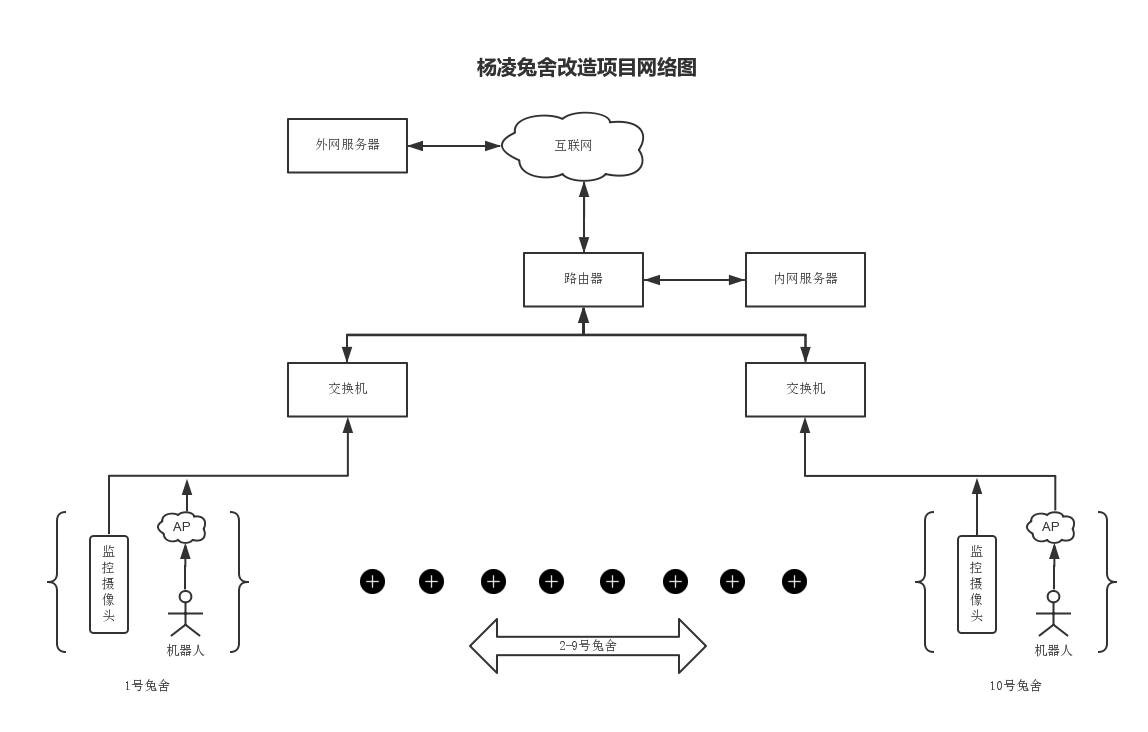 杨凌兔舍改造项目网络图
外网服务器
互联网
路由器
内网服务器
交换机
交换机
AP
监控摄像头
机器人
1号兔舍
2-9号兔舍
AP
监控摄像头
机器人
10号兔舍